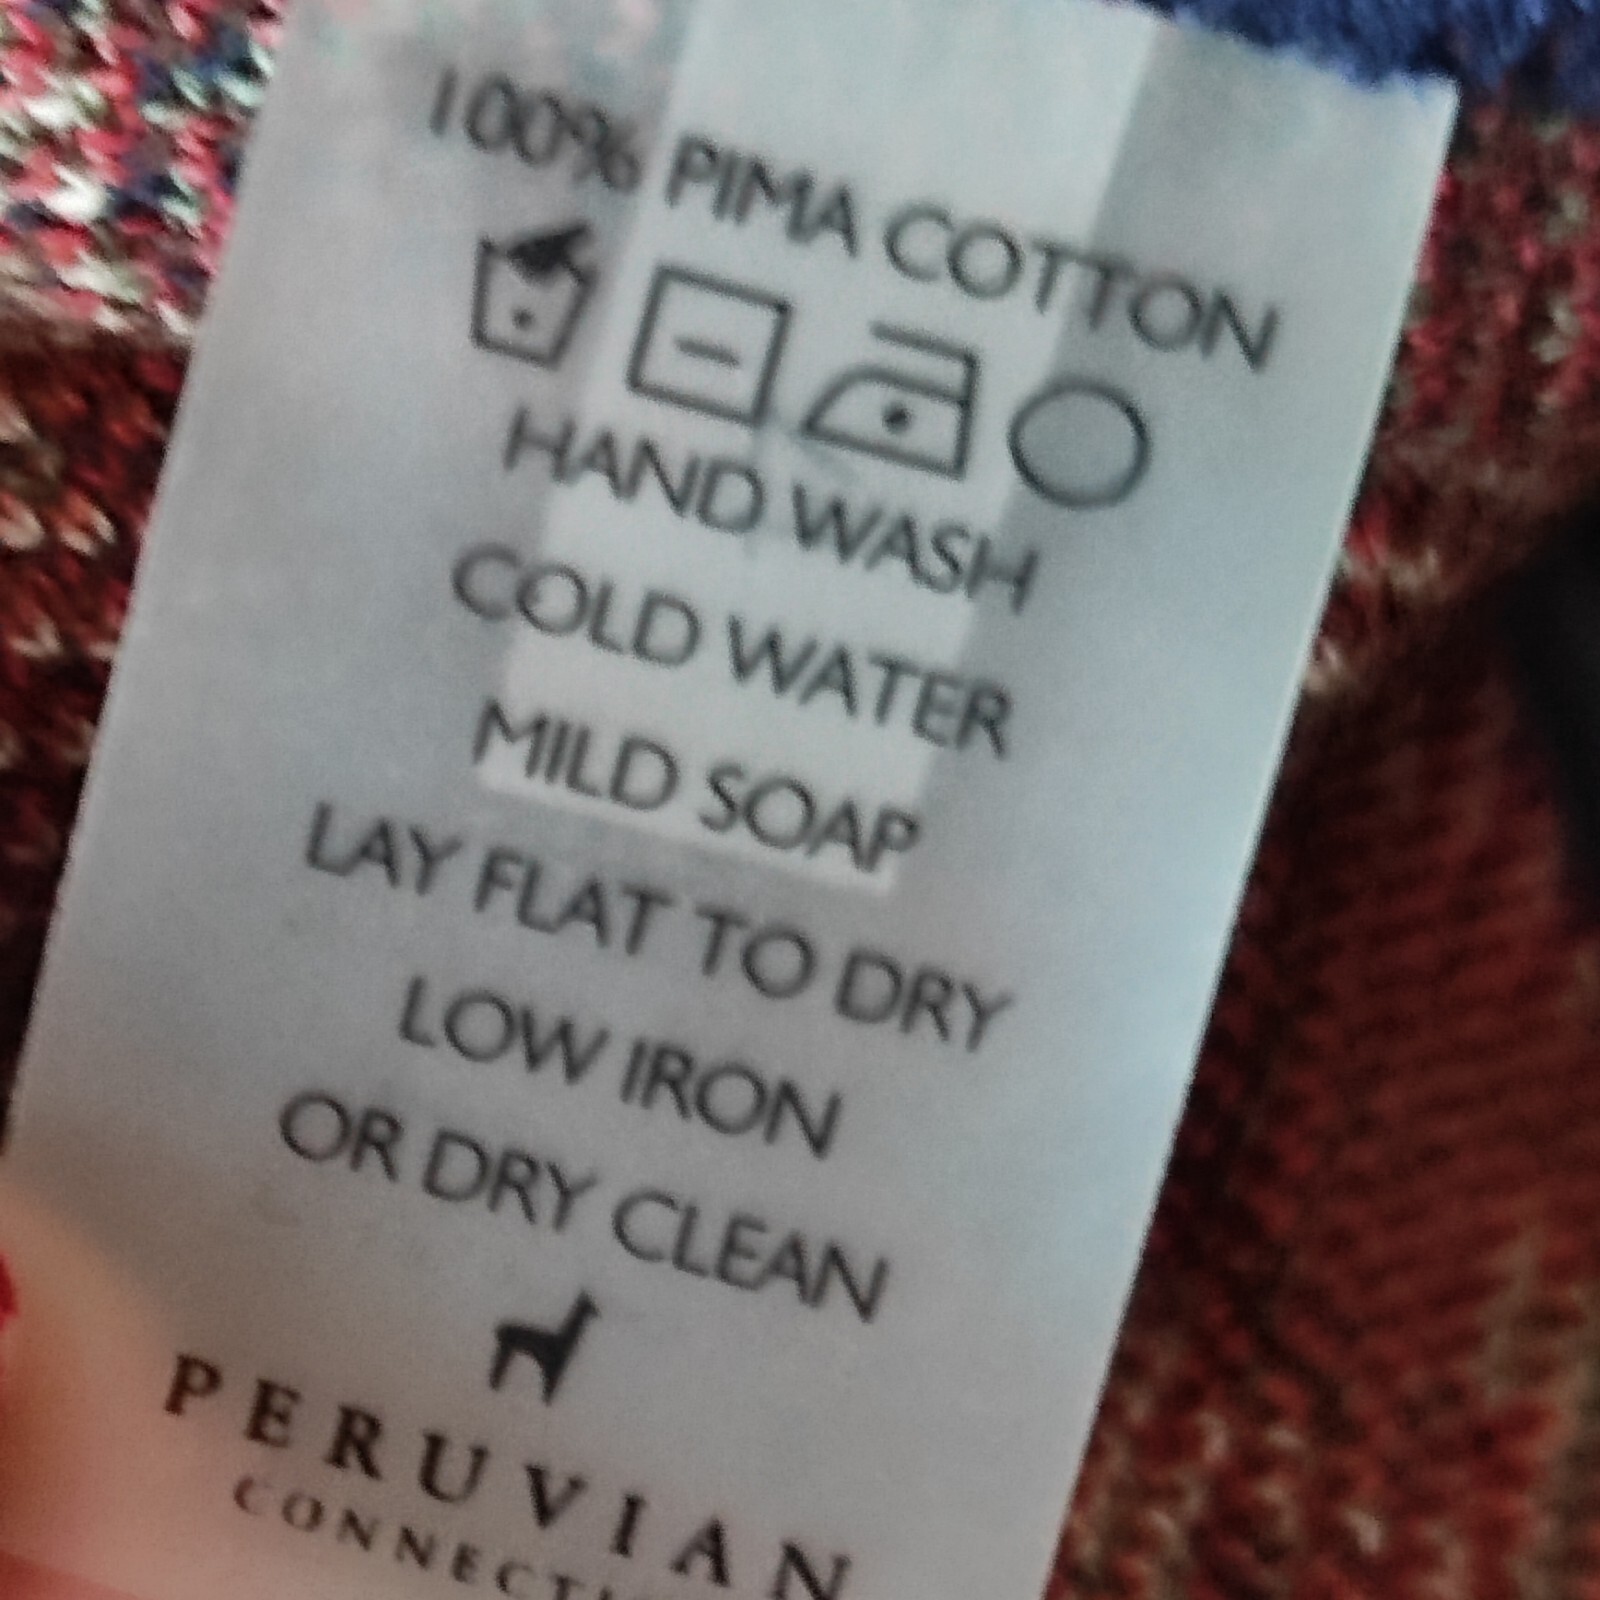 100% PIMA COTTON
HAND WASH
COLD WATER
MILD SOAP
LAY FLAT TO DRY
LOW IRON
OR DRY CLEAN
PERUVIAN